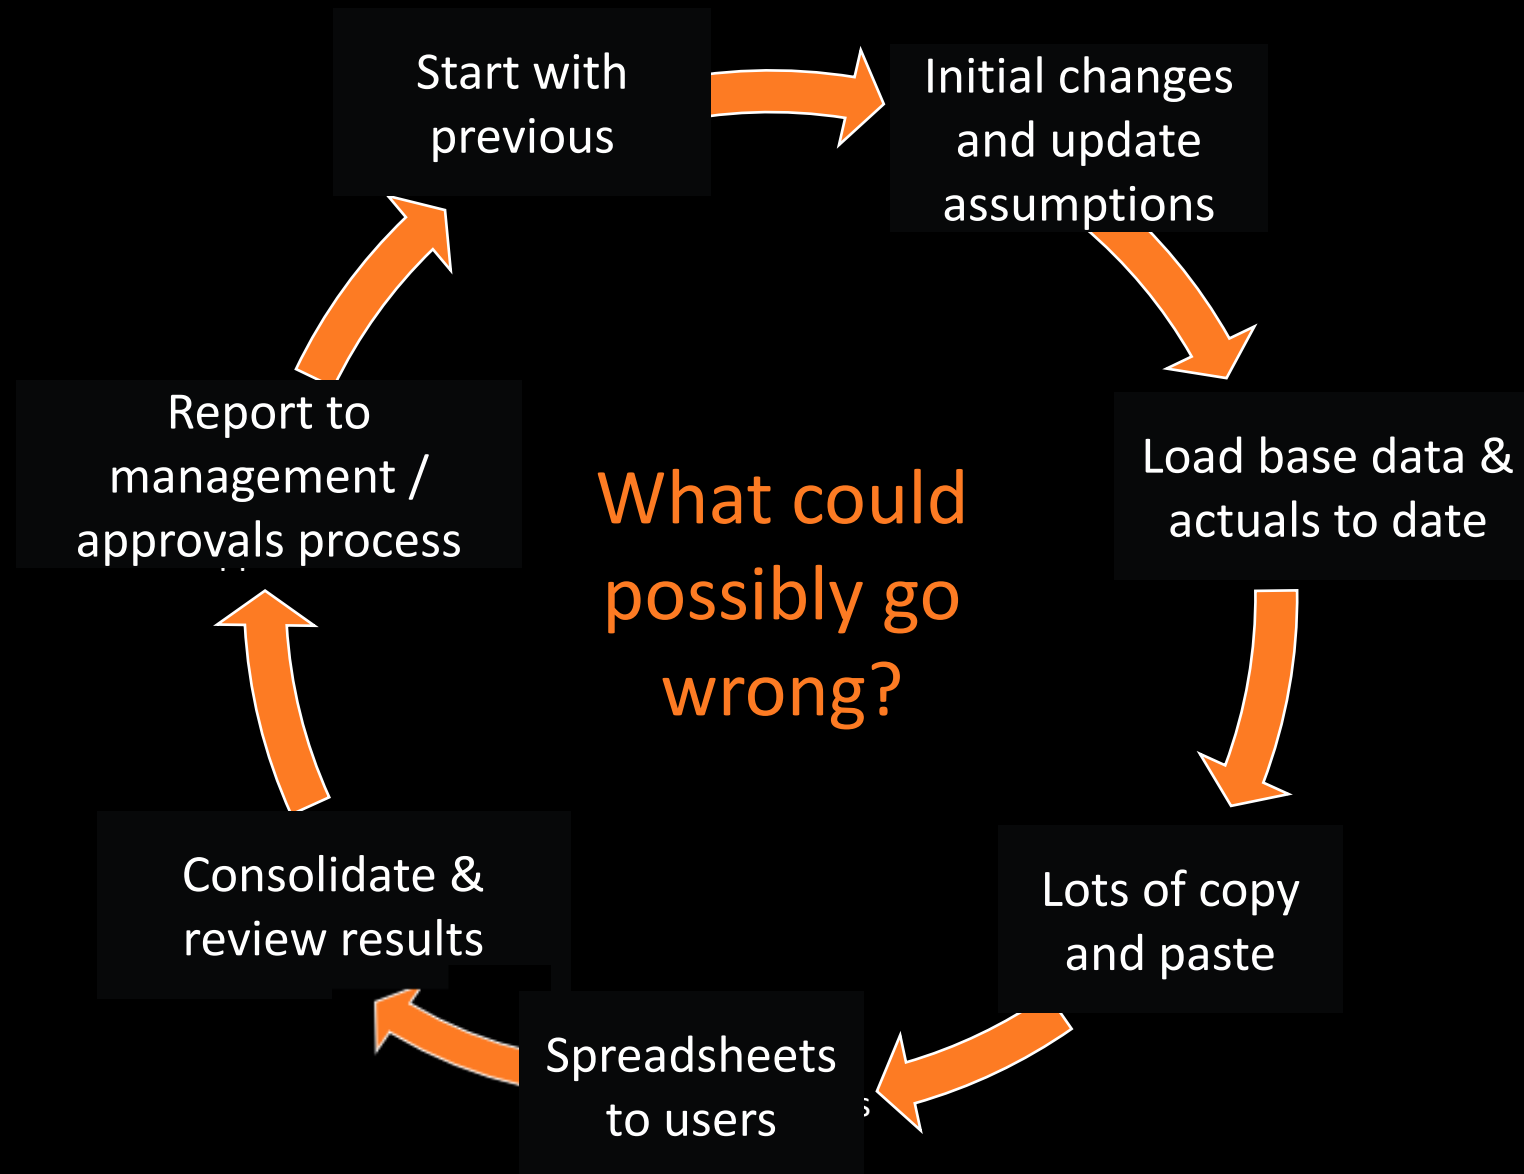 Start with
previous
Initial changes
and update
assumptions
Load base data &
actuals to date
Lots of copy
and paste
Spreadsheets
to users
s
Consolidate &
review results
Report to
management /
approvals process
What could
possibly go
wrong?